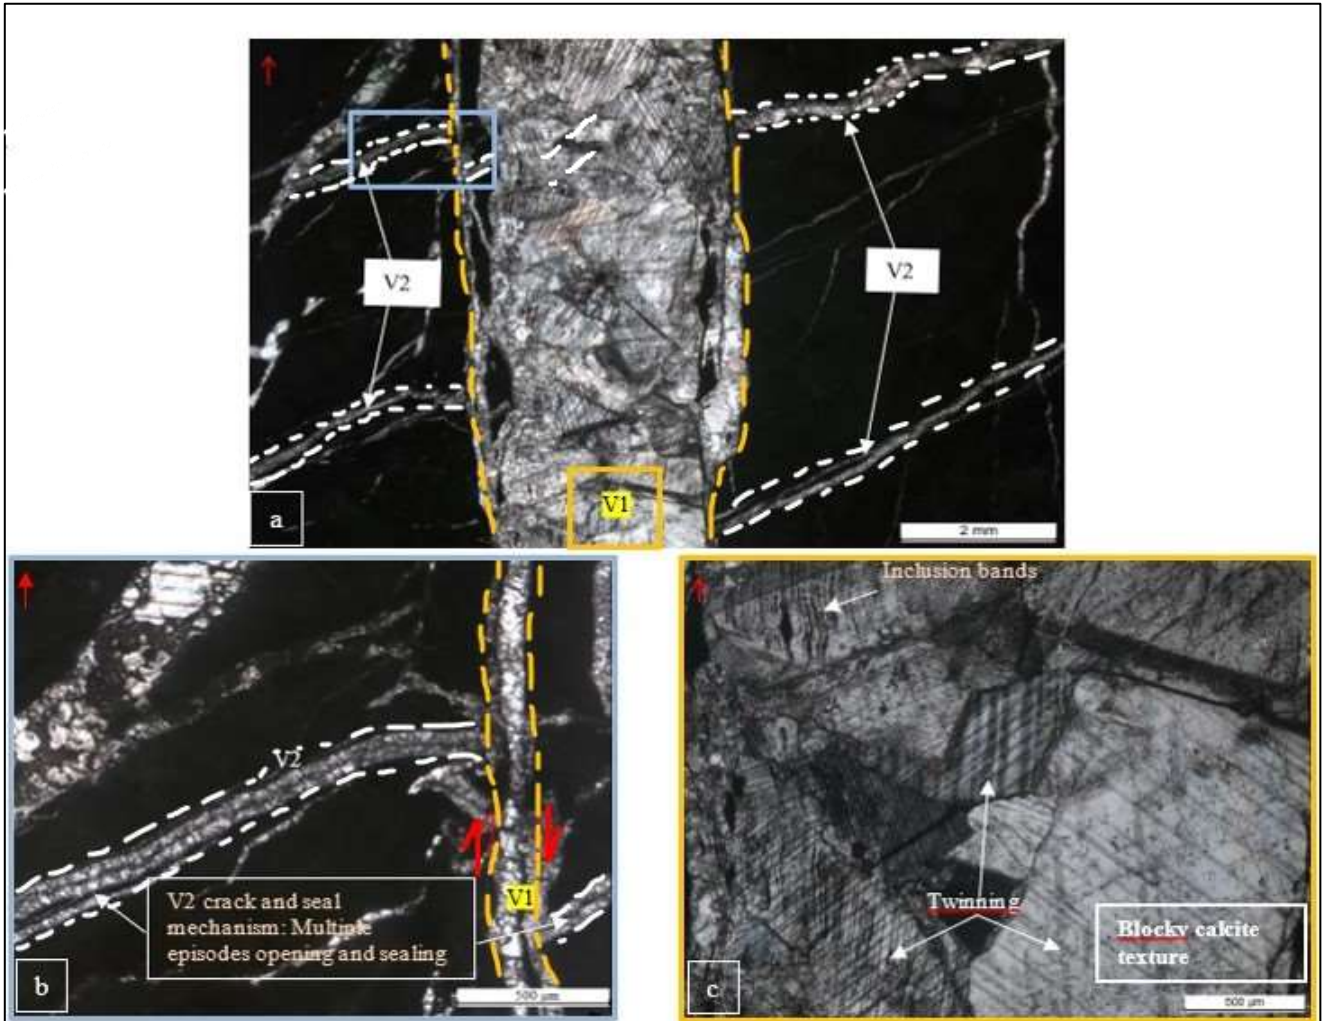 V2
V2
V1
a
2 mm
V2
V2 crack and seal
mechanism: Multiple
episodes opening and sealing
V1
b
500 µm
Inclusion bands
Twinning
Blocky calcite
texture
c
500 µm